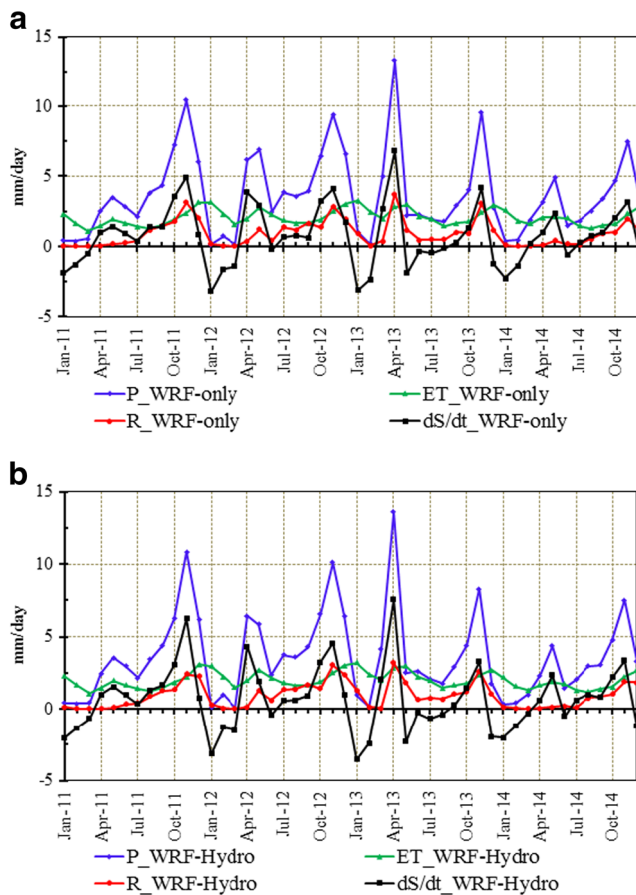 a
15
10
5
0
-5
mm/day
Jan-11 Apr-11 Jul-11 Oct-11 Jan-12 Apr-12 Jul-12 Oct-12 Jan-13 Apr-13 Jul-13 Oct-13 Jan-14 Apr-14 Jul-14 Oct-14
P_WRF-only ET_WRF-only
R_WRF-only dS/dt_WRF-only
b
15
10
5
0
-5
mm/day
Jan-11 Apr-11 Jul-11 Oct-11 Jan-12 Apr-12 Jul-12 Oct-12 Jan-13 Apr-13 Jul-13 Oct-13 Jan-14 Apr-14 Jul-14 Oct-14
P_WRF-Hydro ET_WRF-Hydro
R_WRF-Hydro dS/dt_WRF-Hydro